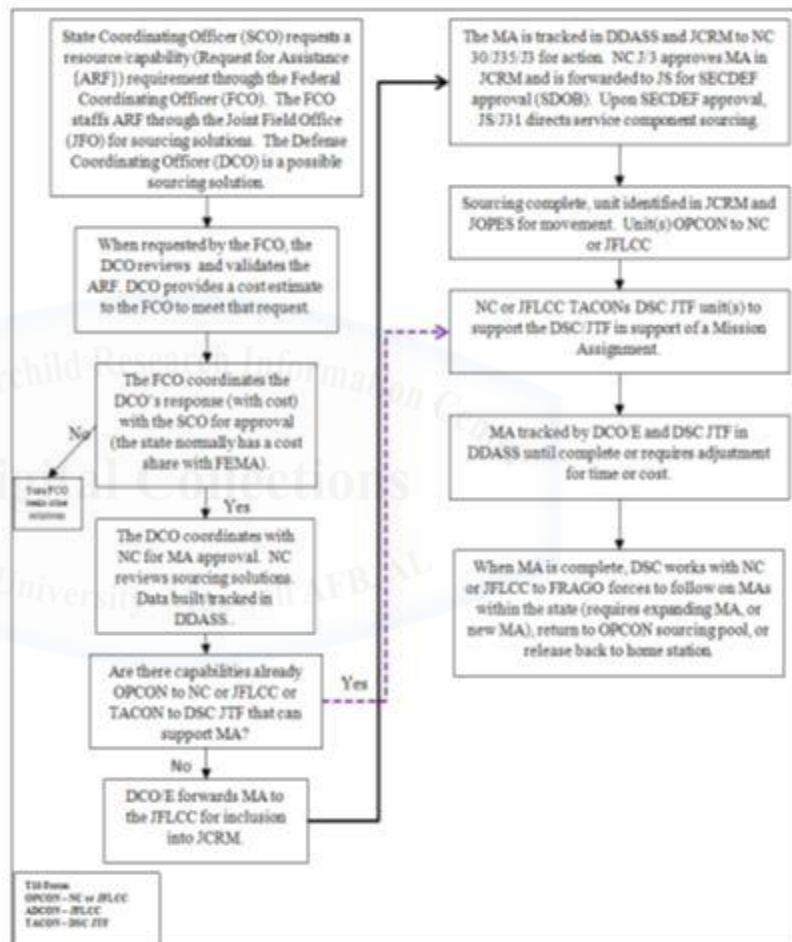 State Coordinating Officer (SCO) requests a
resource/capability (Request for Assistance
[ARF]) requirement through the Federal
Coordinating Officer (FCO). The FCO
staffs ARF through the Joint Field Office
(JFO) for sourcing solutions. The Defense
Coordinating Officer (DCO) is a possible
sourcing solution.
When requested by the FCO, the
DCO reviews and validates the
ARF. DCO provides a cost estimate
to the FCO to meet that request.
The FCO coordinates the
DCO's response (with cost)
with the SCO for approval
(the state normally has a cost
share with FEMA).
No
State/FCO
seeks other
solutions
Yes
The DCO coordinates with
NC for MA approval. NC
reviews sourcing solutions.
Data built/tracked in
DDASS..
Are there capabilities already
OPCON to NC or JFLCC or
TACON to DSC JTF that can
support MA?
Yes
No
DCO/E forwards MA to
the JFLCC for inclusion
into JCRM.
The MA is tracked in DDASS and JCRM to NC
30/J35/J3 for action. NC J/3 approves MA in
JCRM and is forwarded to JS for SECDEF
approval (SDOB). Upon SECDEF approval,
JS/J31 directs service component sourcing.
Sourcing complete, unit identified in JCRM and
JOPES for movement. Unit(s) OPCON to NC
or JFLCC
NC or JFLCC TACONs DSC JTF unit(s) to
support the DSC/JTF in support of a Mission
Assignment.
MA tracked by DCO/E and DSC JTF in
DDASS until complete or requires adjustment
for time or cost.
When MA is complete, DSC works with NC
or JFLCC to FRAGO forces to follow on MAs
within the state (requires expanding MA, or
new MA), return to OPCON sourcing pool, or
release back to home station
T10 Forces
OPCON – NC or JFLCC
ADCON – JFLCC
TACON – DSC JTF
Research Information
Collections
University
AFB, AL